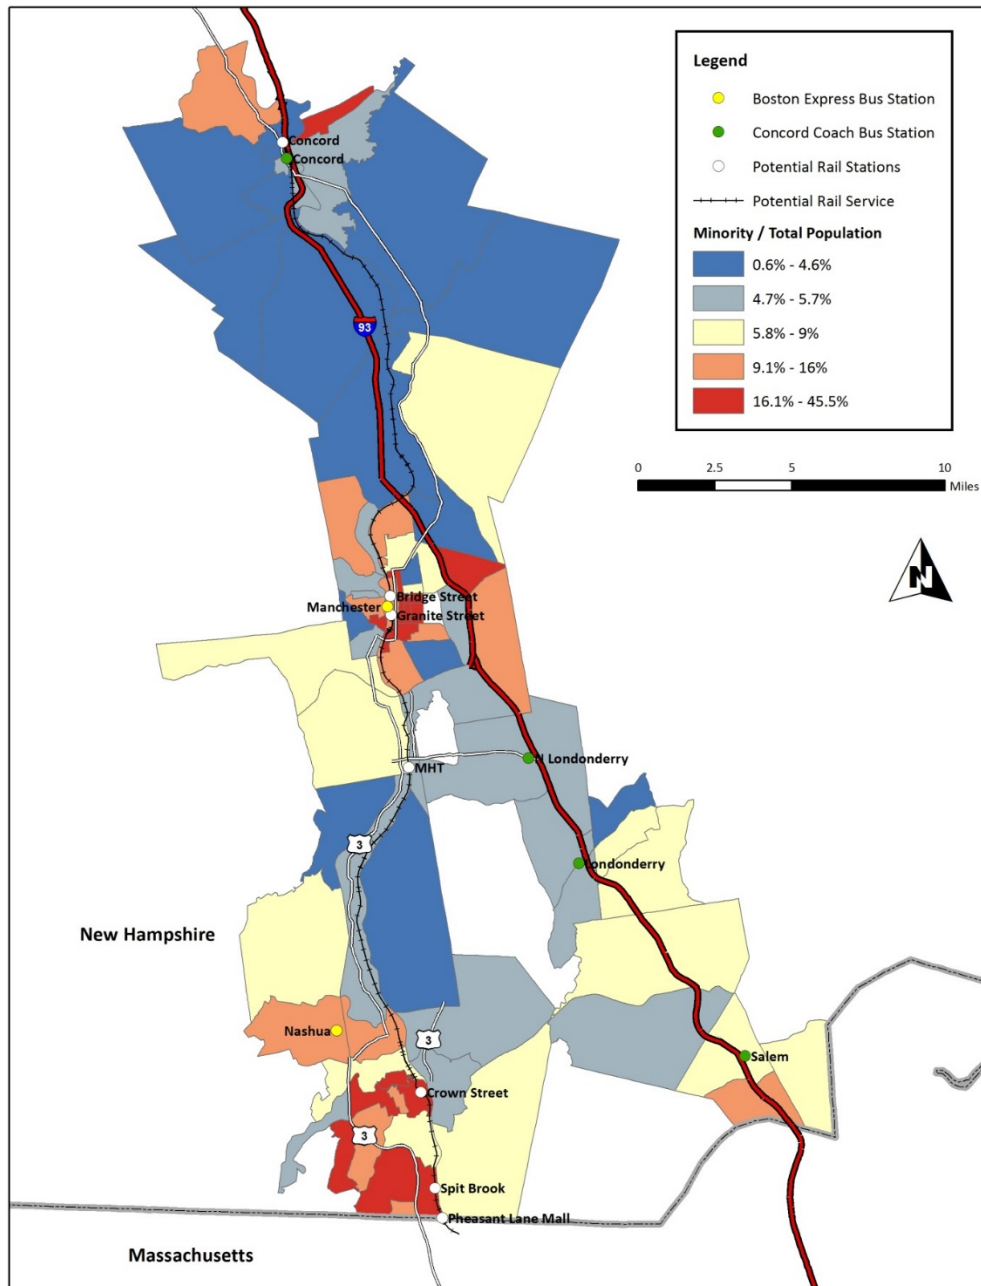 Legend
Boston Express Bus Station
Concord Coach Bus Station
Potential Rail Stations
Potential Rail Service
Minority / Total Population
0.6% - 4.6%
4.7% - 5.7%
5.8% - 9%
9.1% - 16%
16.1% - 45.5%
0 2.5 5 10
Miles
N
Concord
Concord
93
Bridge Street
Manchester
Granite Street
N Londonderry
MHT
3
Londonderry
New Hampshire
Nashua
3
Salem
Crown Street
3
Spit Brook
Pheasant Lane Mall
Massachusetts